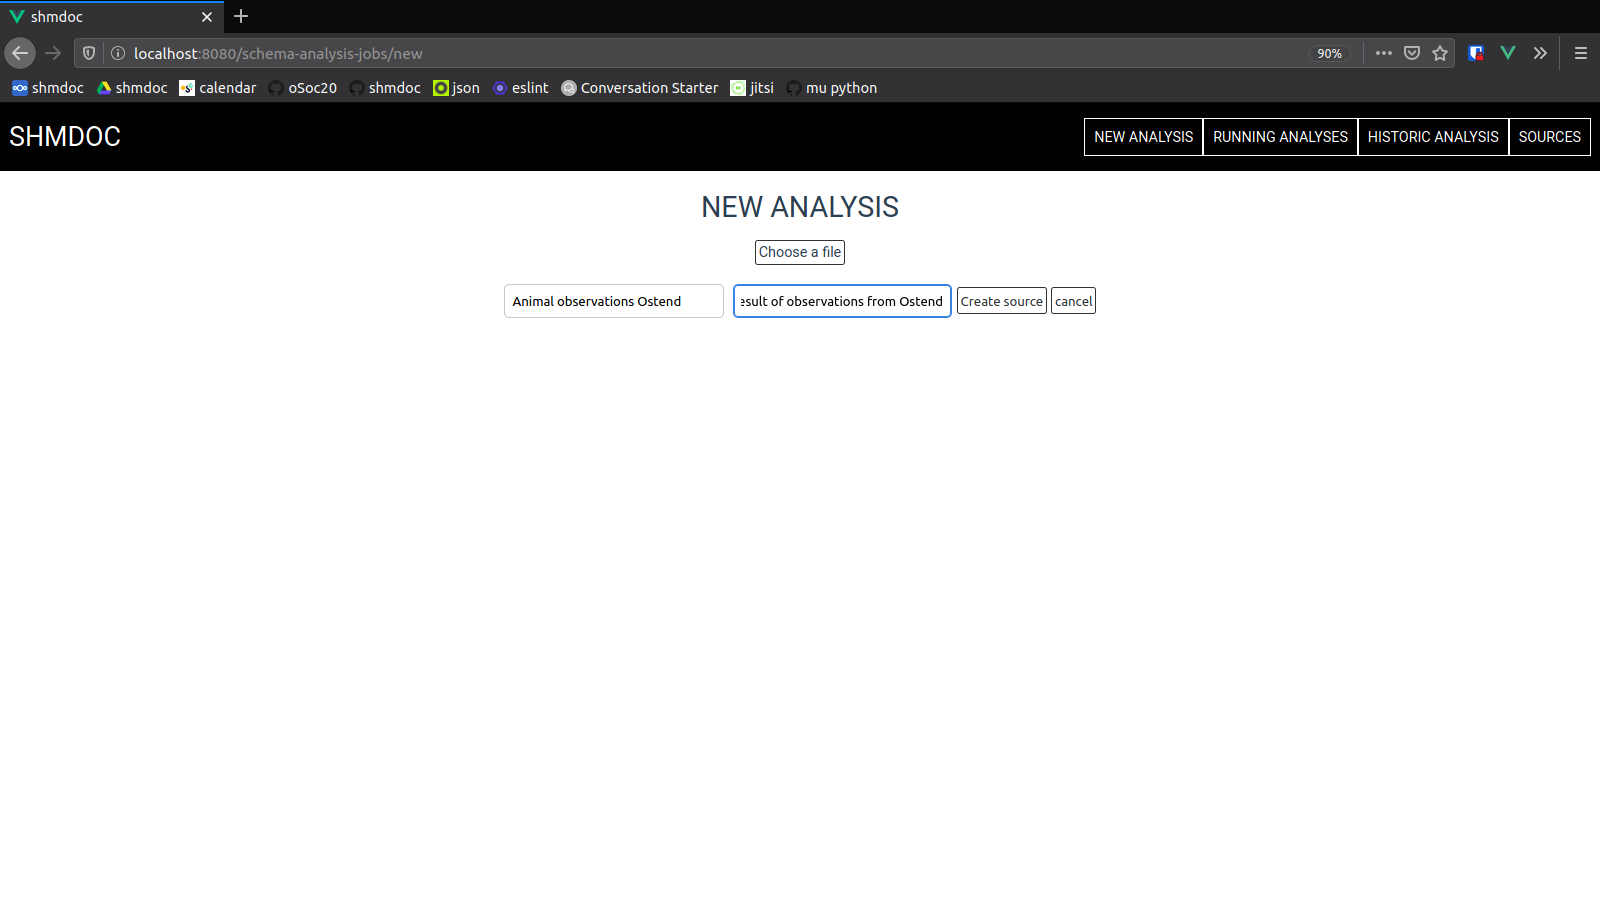 shmdoc
localhost:8080/schema-analysis-jobs/new 90%
shmdoc shmdoc calendar oSoc20 shmdoc json eslint Conversation Starter jitsi mu python
SHMDOC NEW ANALYSIS RUNNING ANALYSES HISTORIC ANALYSIS SOURCES
NEW ANALYSIS
Choose a file
Animal observations Ostend esult of observations from Ostend Create source cancel